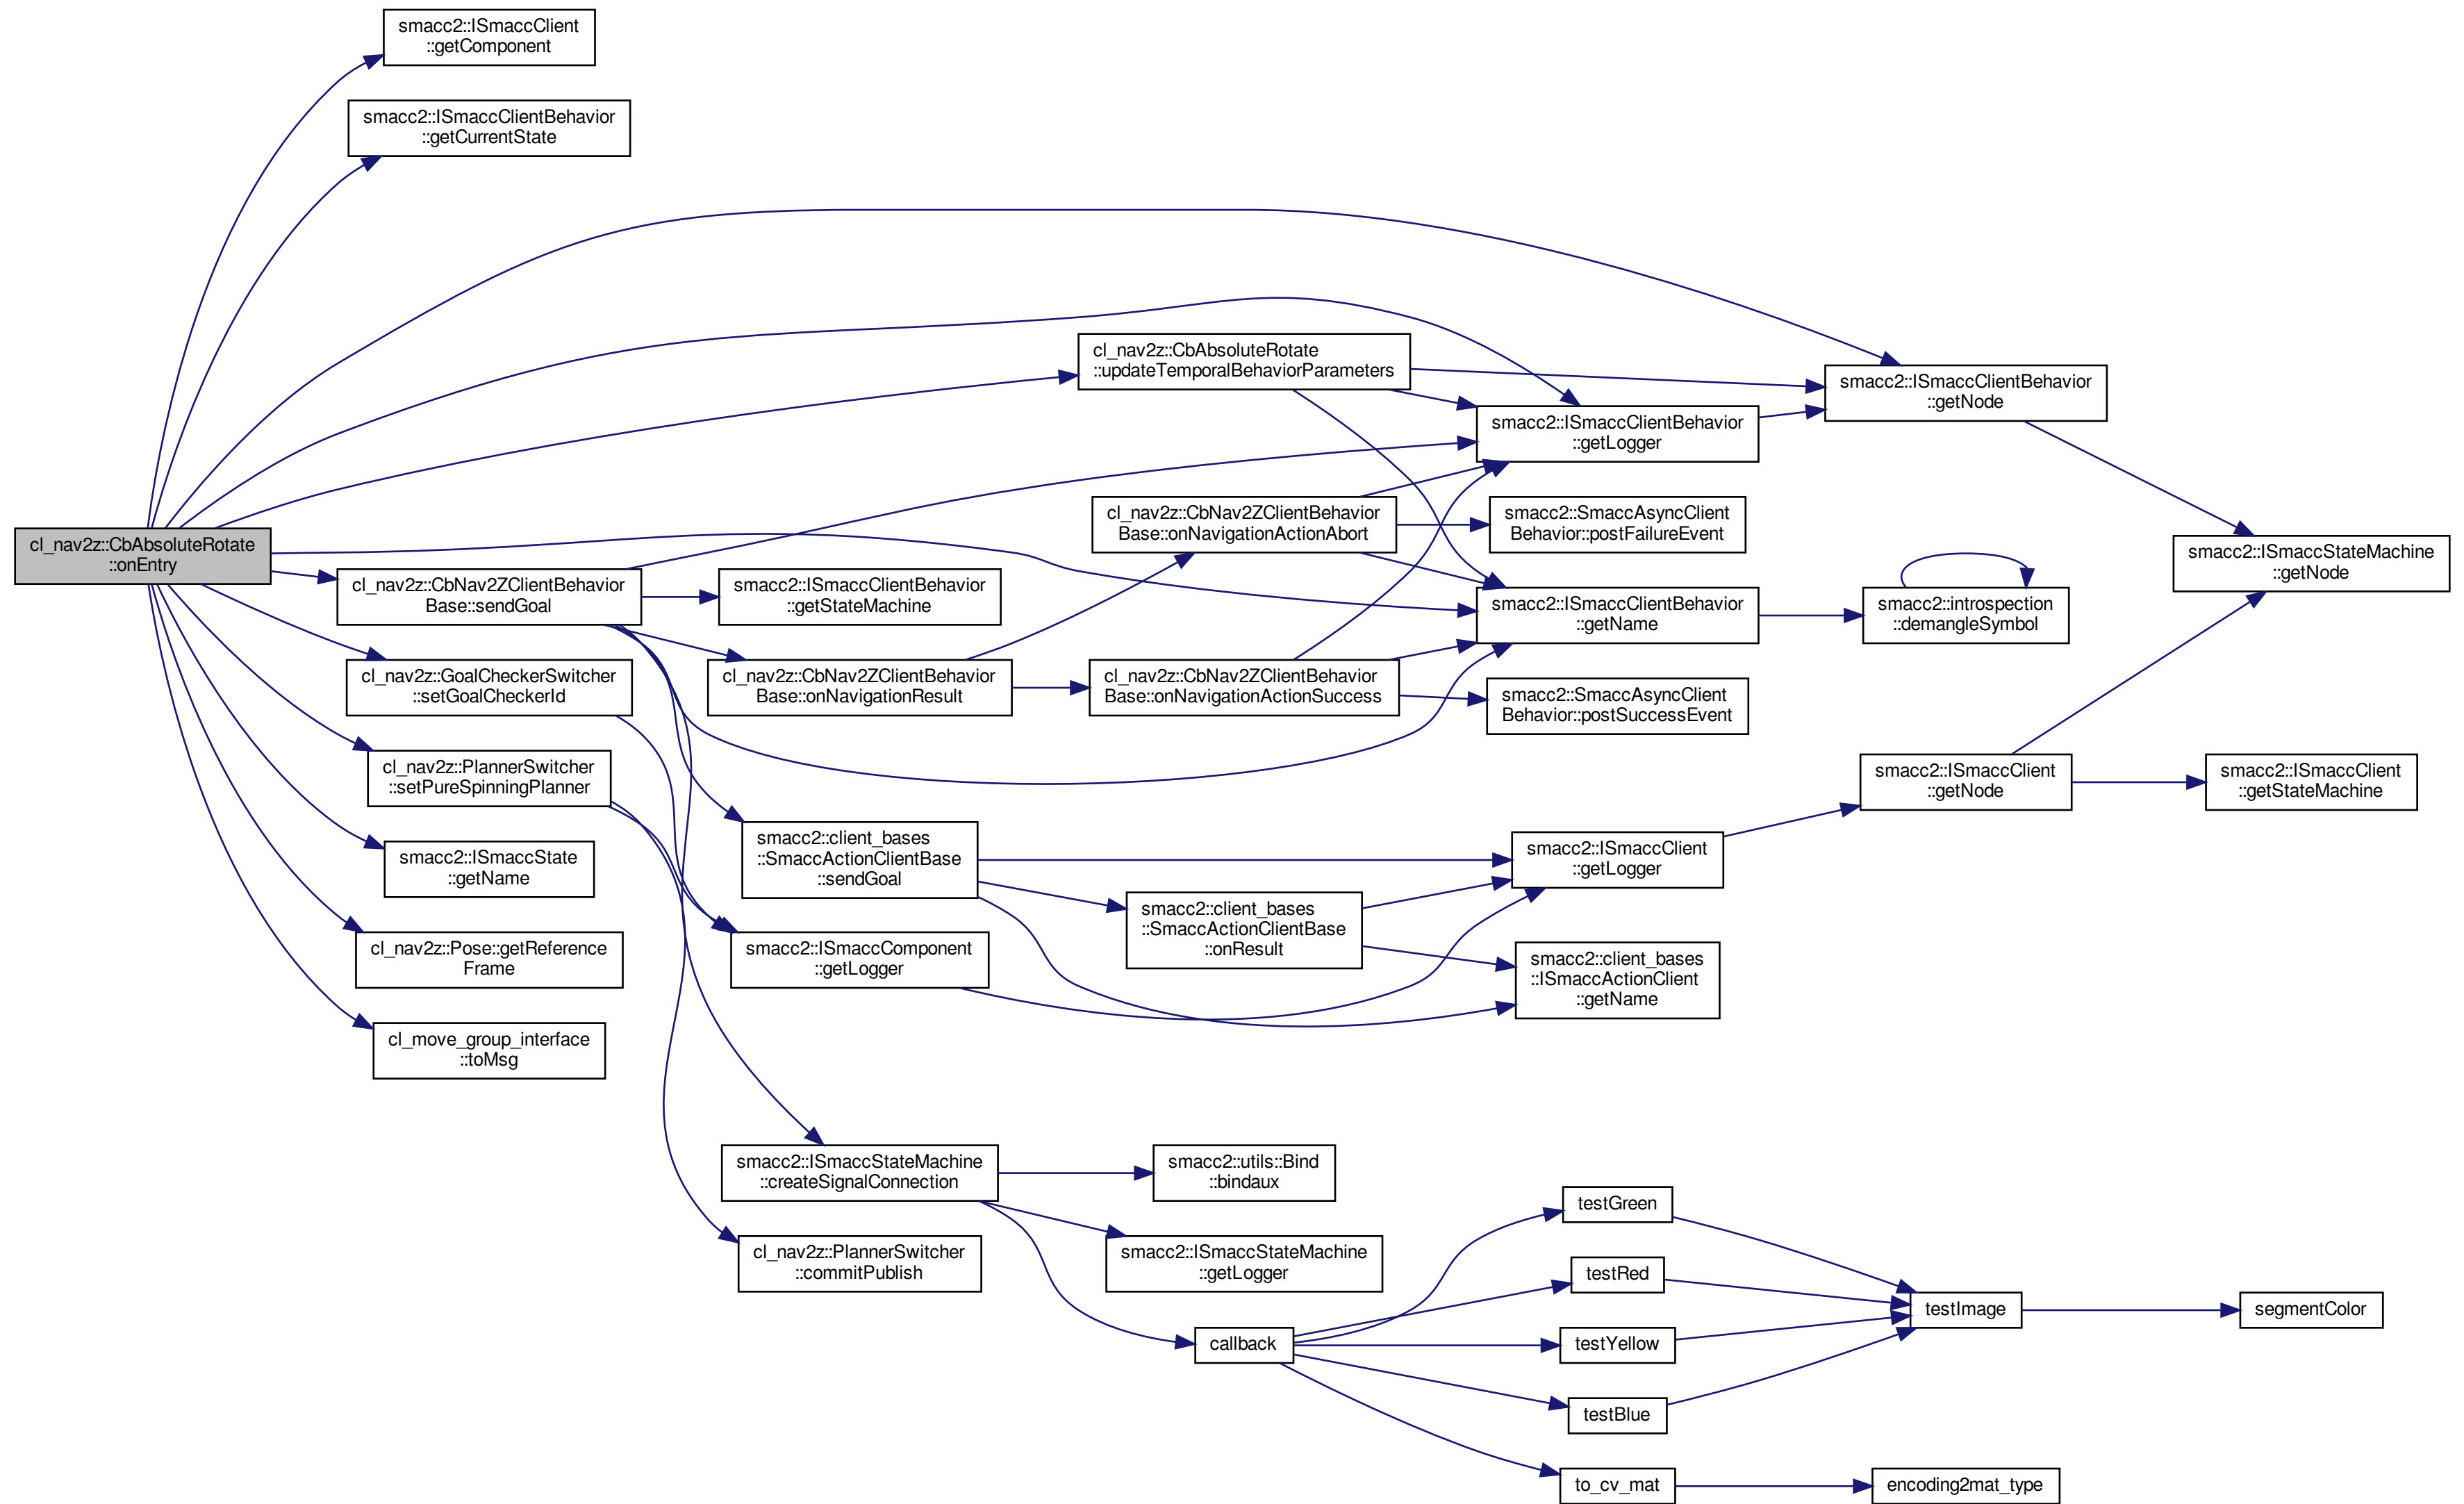 smacc2::ISmaccClient
::getComponent
smacc2::ISmaccClientBehavior
::getCurrentState
cl_nav2z::CbAbsoluteRotate
::updateTemporalBehaviorParameters
smacc2::ISmaccClientBehavior
::getNode
smacc2::ISmaccClientBehavior
::getLogger
cl_nav2z::CbNav2ZClientBehavior
Base::onNavigationActionAbort
smacc2::SmaccAsyncClient
Behavior::postFailureEvent
cl_nav2z::CbAbsoluteRotate
::onEntry
smacc2::ISmaccStateMachine
::getNode
cl_nav2z::CbNav2ZClientBehavior
Base::sendGoal
smacc2::ISmaccClientBehavior
::getStateMachine
smacc2::ISmaccClientBehavior
::getName
smacc2::introspection
::demangleSymbol
cl_nav2z::GoalCheckerSwitcher
::setGoalCheckerId
cl_nav2z::CbNav2ZClientBehavior
Base::onNavigationResult
cl_nav2z::CbNav2ZClientBehavior
Base::onNavigationActionSuccess
smacc2::SmaccAsyncClient
Behavior::postSuccessEvent
cl_nav2z::PlannerSwitcher
::setPureSpinningPlanner
smacc2::ISmaccClient
::getNode
smacc2::ISmaccClient
::getStateMachine
smacc2::ISmaccState
::getName
smacc2::client_bases
::SmaccActionClientBase
::sendGoal
smacc2::ISmaccClient
::getLogger
smacc2::client_bases
::SmaccActionClientBase
::onResult
cl_nav2z::Pose::getReference
Frame
smacc2::ISmaccComponent
::getLogger
smacc2::client_bases
::ISmaccActionClient
::getName
cl_move_group_interface
::toMsg
smacc2::ISmaccStateMachine
::createSignalConnection
smacc2::utils::Bind
::bindaux
cl_nav2z::PlannerSwitcher
::commitPublish
smacc2::ISmaccStateMachine
::getLogger
testGreen
testRed
testImage
segmentColor
callback
testYellow
testBlue
to_cv_mat
encoding2mat_type